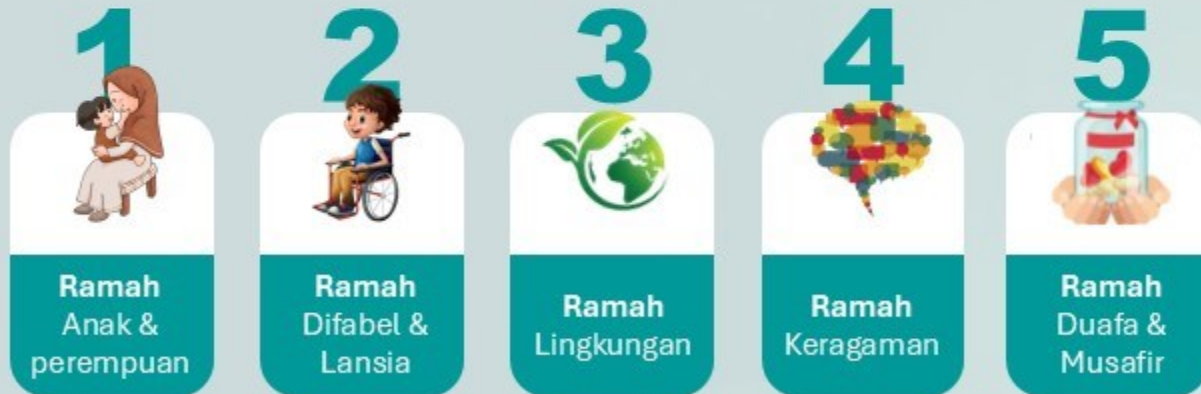 1
Ramah
Anak &
perempuan
2
Ramah
Difabel &
Lansia
3
Ramah
Lingkungan
4
Ramah
Keragaman
5
Ramah
Duafa &
Musafir